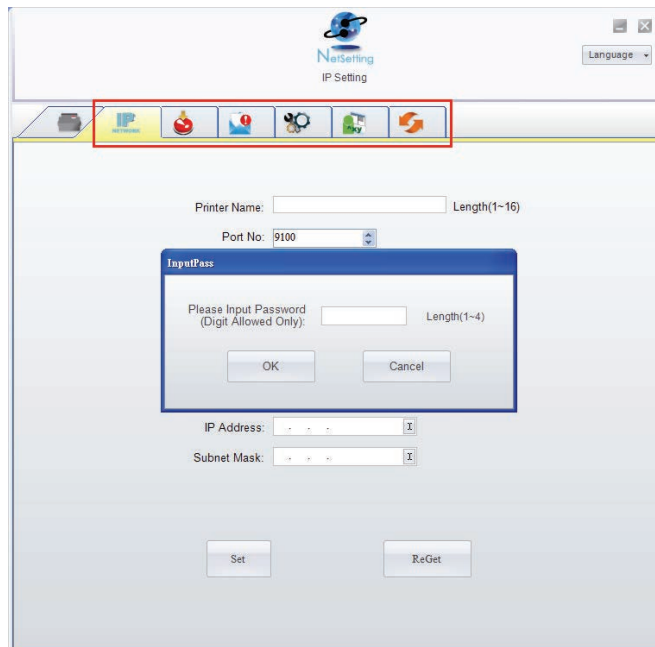 NetSetting
Language
IP Setting
IP
NETWORK
Printer Name:
Length(1~16)
Port No:
9100
InputPass
Please Input Password
(Digit Allowed Only):
Length(1~4)
OK
Cancel
IP Address:
. . .
Subnet Mask:
. . .
Set
ReGet